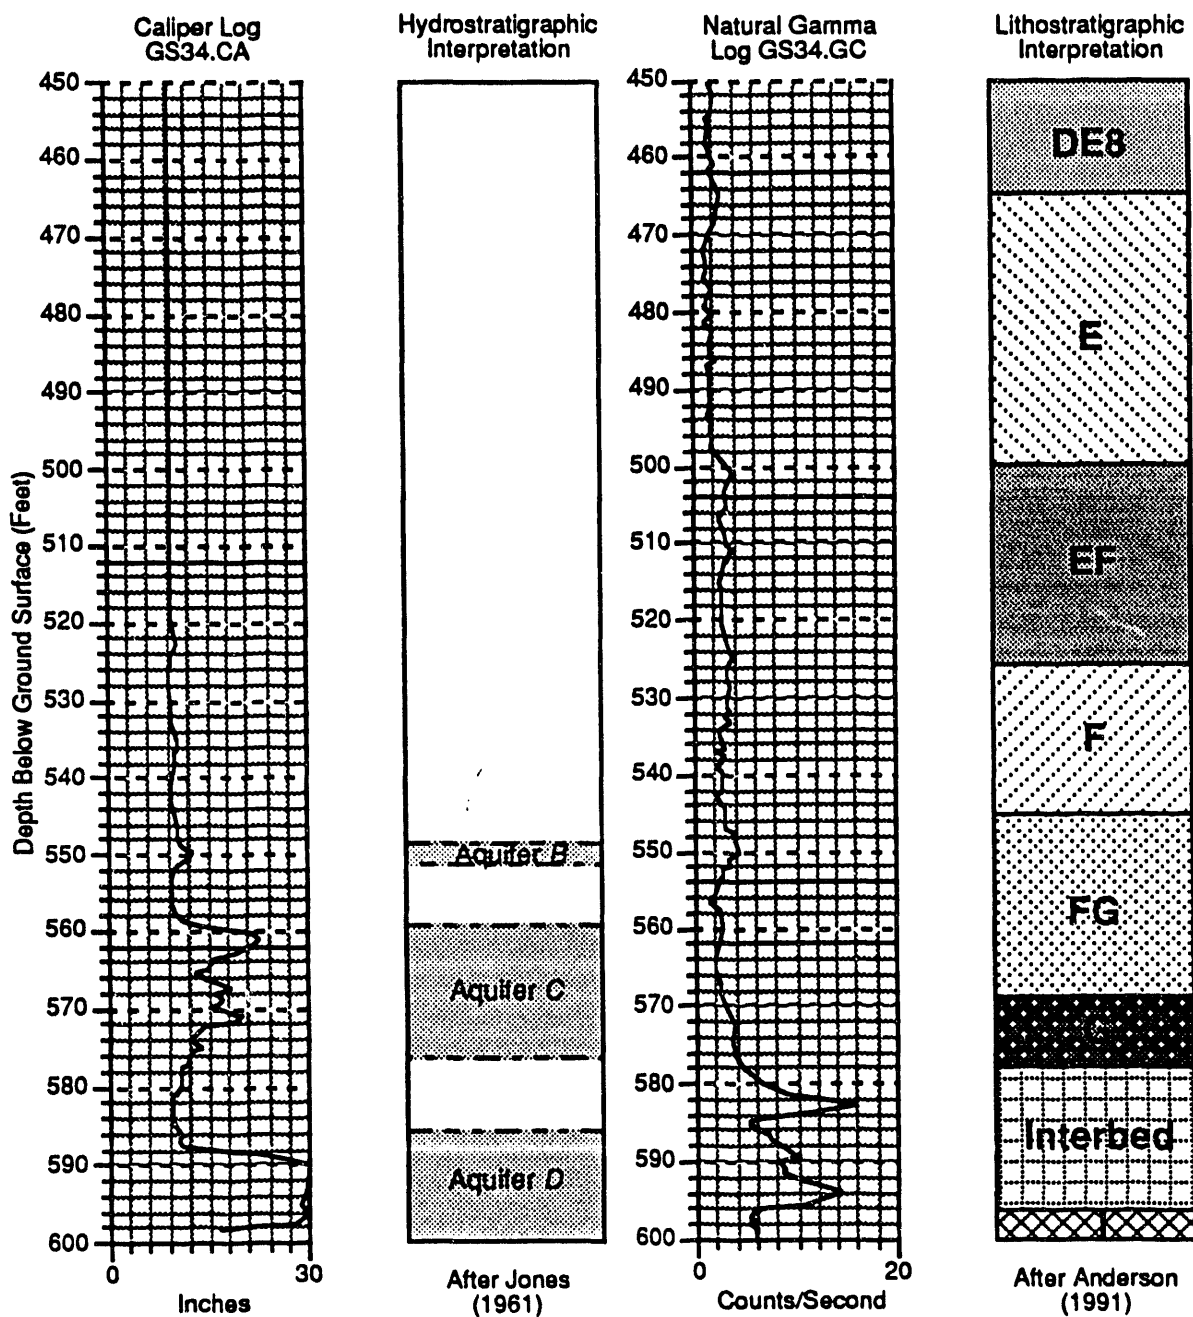 Caliper Log
GS34.CA
Hydrostratigraphic
Interpretation
Natural Gamma
Log GS34.GC
Lithostratigraphic
Interpretation
Depth Below Ground Surface (Feet)
450
460
470
480
490
500
510
520
530
540
550
560
570
580
590
600
0
30
Inches
Aquifer B
Aquifer C
Aquifer D
After Jones
(1961)
450
460
470
480
490
500
510
520
530
540
550
560
570
580
590
600
0
20
Counts/Second
DE8
E
EF
F
FG
G
Interbed
I
After Anderson
(1991)